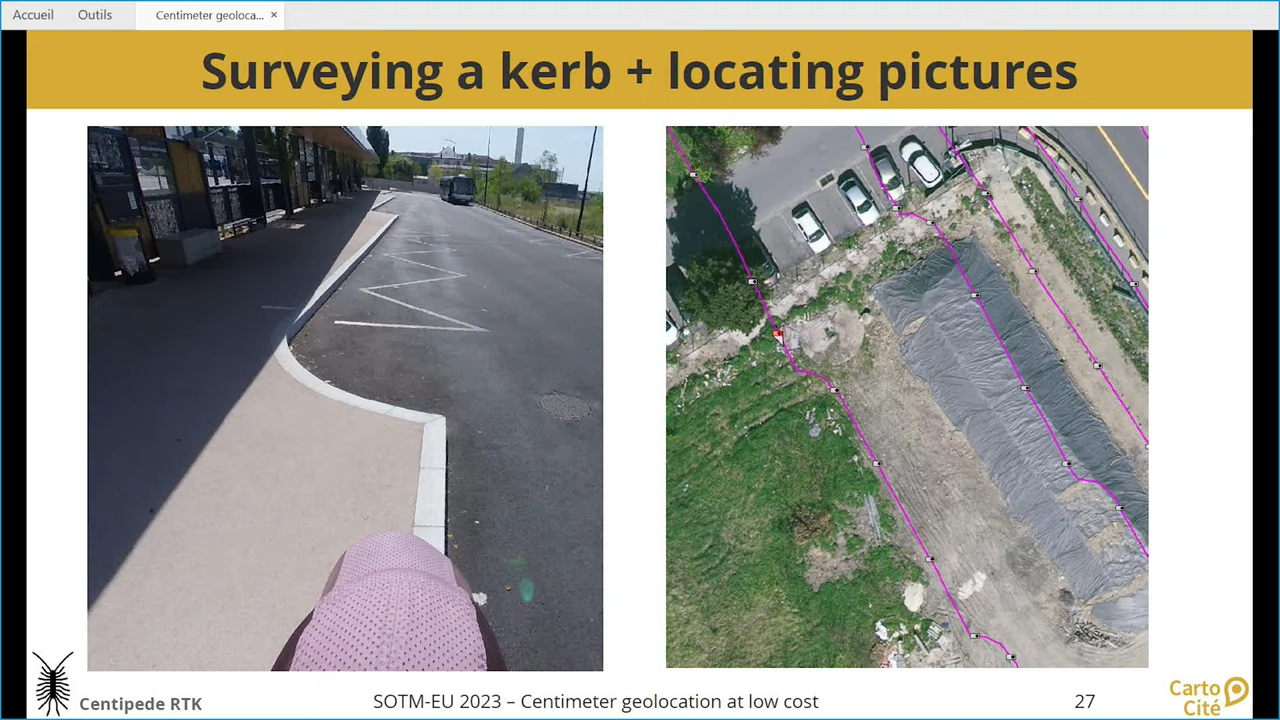 Accueil
Outils
Centimeter geoloca... ×
Surveying a kerb + locating pictures
Centipede RTK
SOTM-EU 2023 – Centimeter geolocation at low cost
27
Carto
Cité